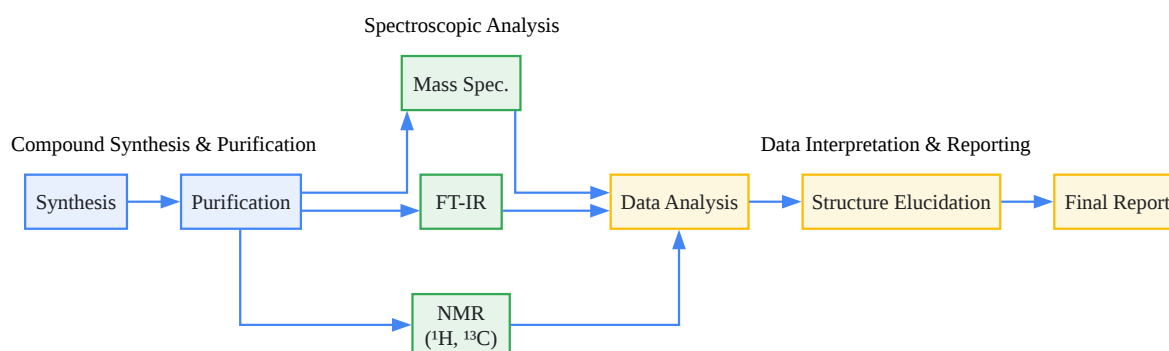 Spectroscopic Analysis
Mass Spec.
Compound Synthesis & Purification
Data Interpretation & Reporting
Synthesis
Purification
FT-IR
Data Analysis
Structure Elucidation
Final Report
NMR
(¹H, ¹³C)